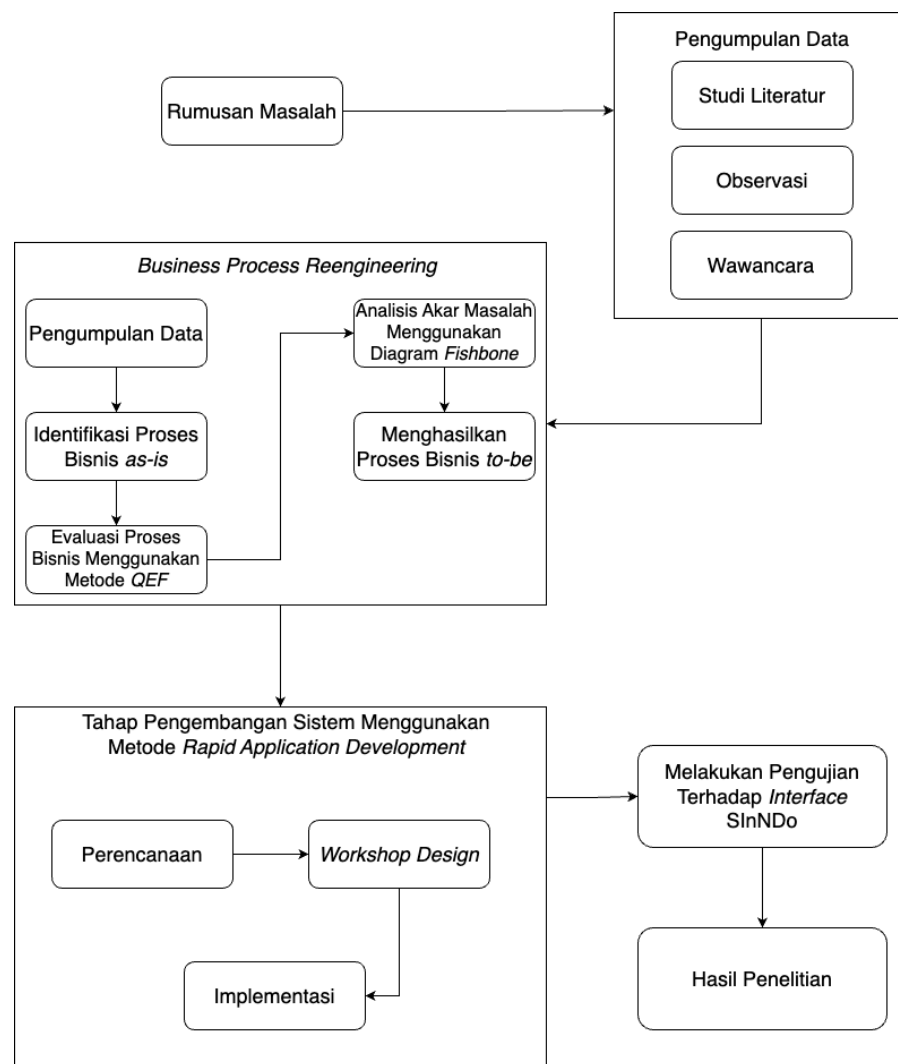 Rumusan Masalah
Pengumpulan Data
Studi Literatur
Observasi
Wawancara
Business Process Reengineering
Pengumpulan Data
Identifikasi Proses
Bisnis as-is
Evaluasi Proses
Bisnis Menggunakan
Metode QEF
Analisis Akar Masalah
Menggunakan
Diagram Fishbone
Menghasilkan
Proses Bisnis to-be
Tahap Pengembangan Sistem Menggunakan
Metode Rapid Application Development
Perencanaan
Workshop Design
Implementasi
Melakukan Pengujian
Terhadap Interface
SInNDo
Hasil Penelitian